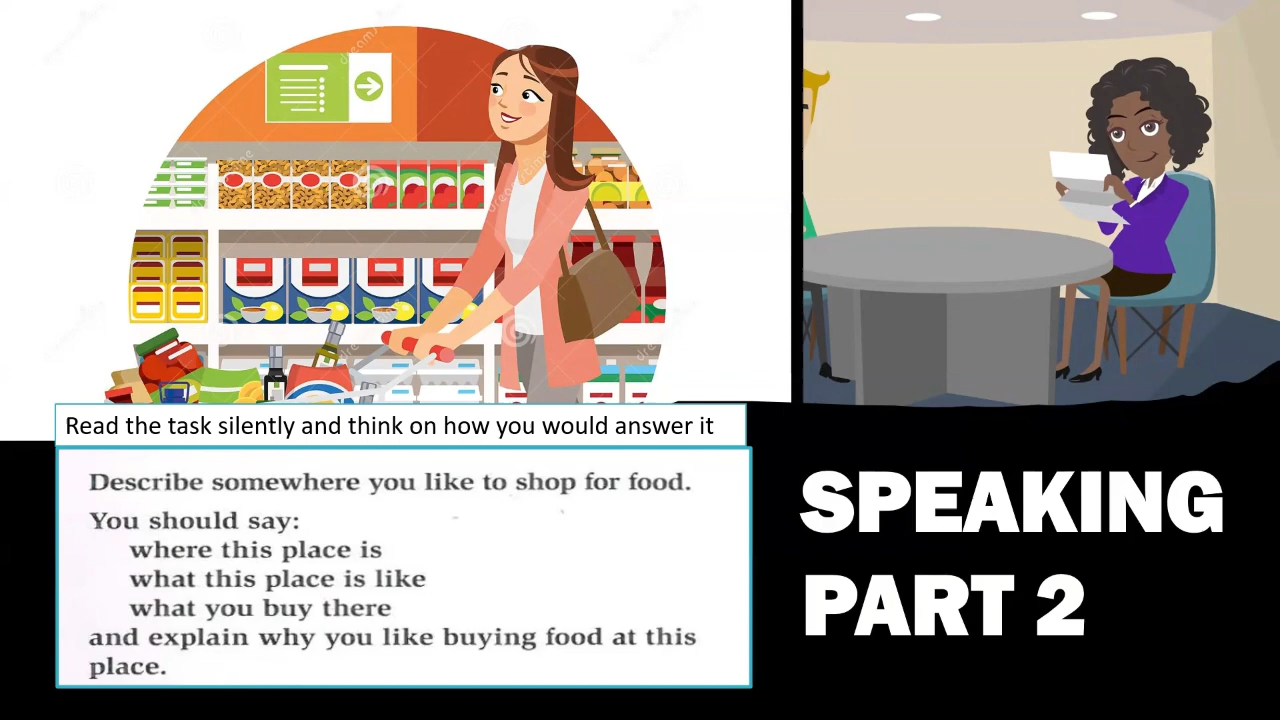 Read the task silently and think on how you would answer it
Describe somewhere you like to shop for food.
You should say:
where this place is
what this place is like
what you buy there
and explain why you like buying food at this
place.
SPEAKING
PART 2